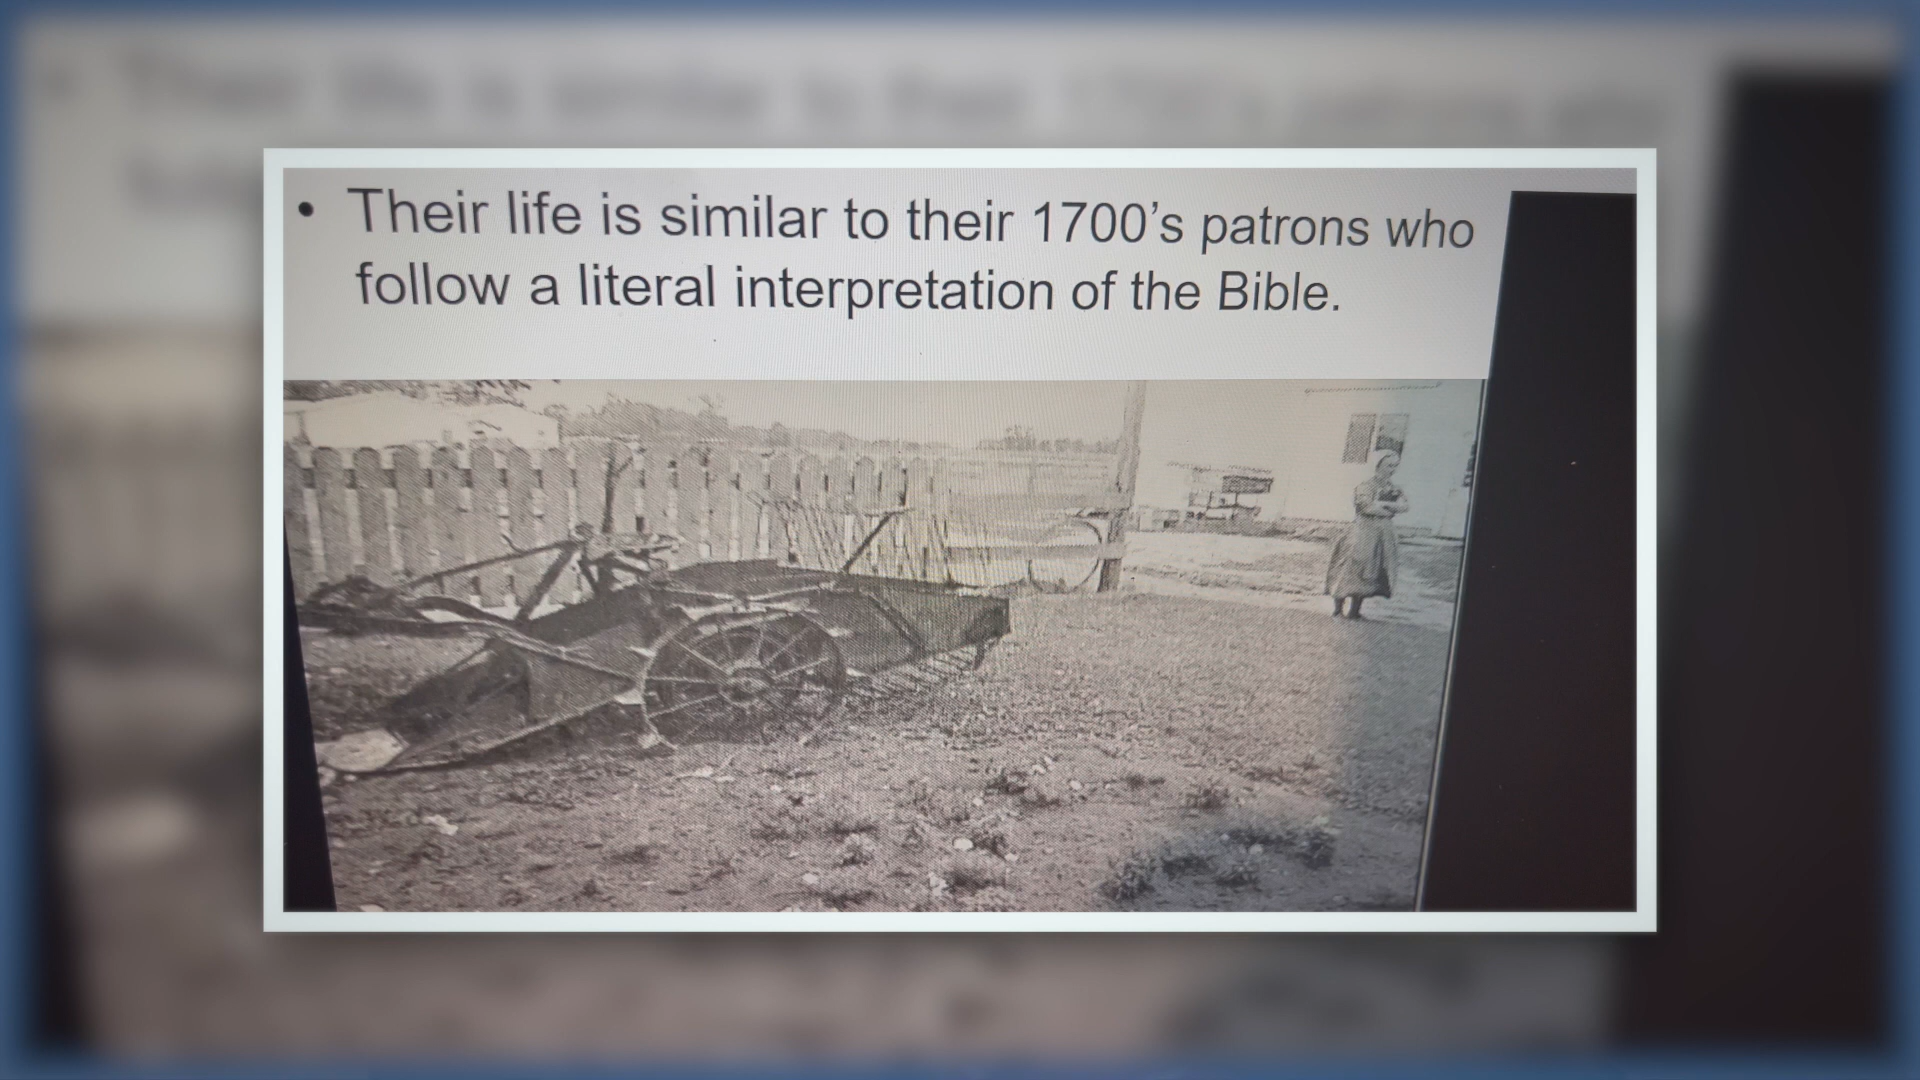 • Their life is similar to their 1700's patrons who
follow a literal interpretation of the Bible.